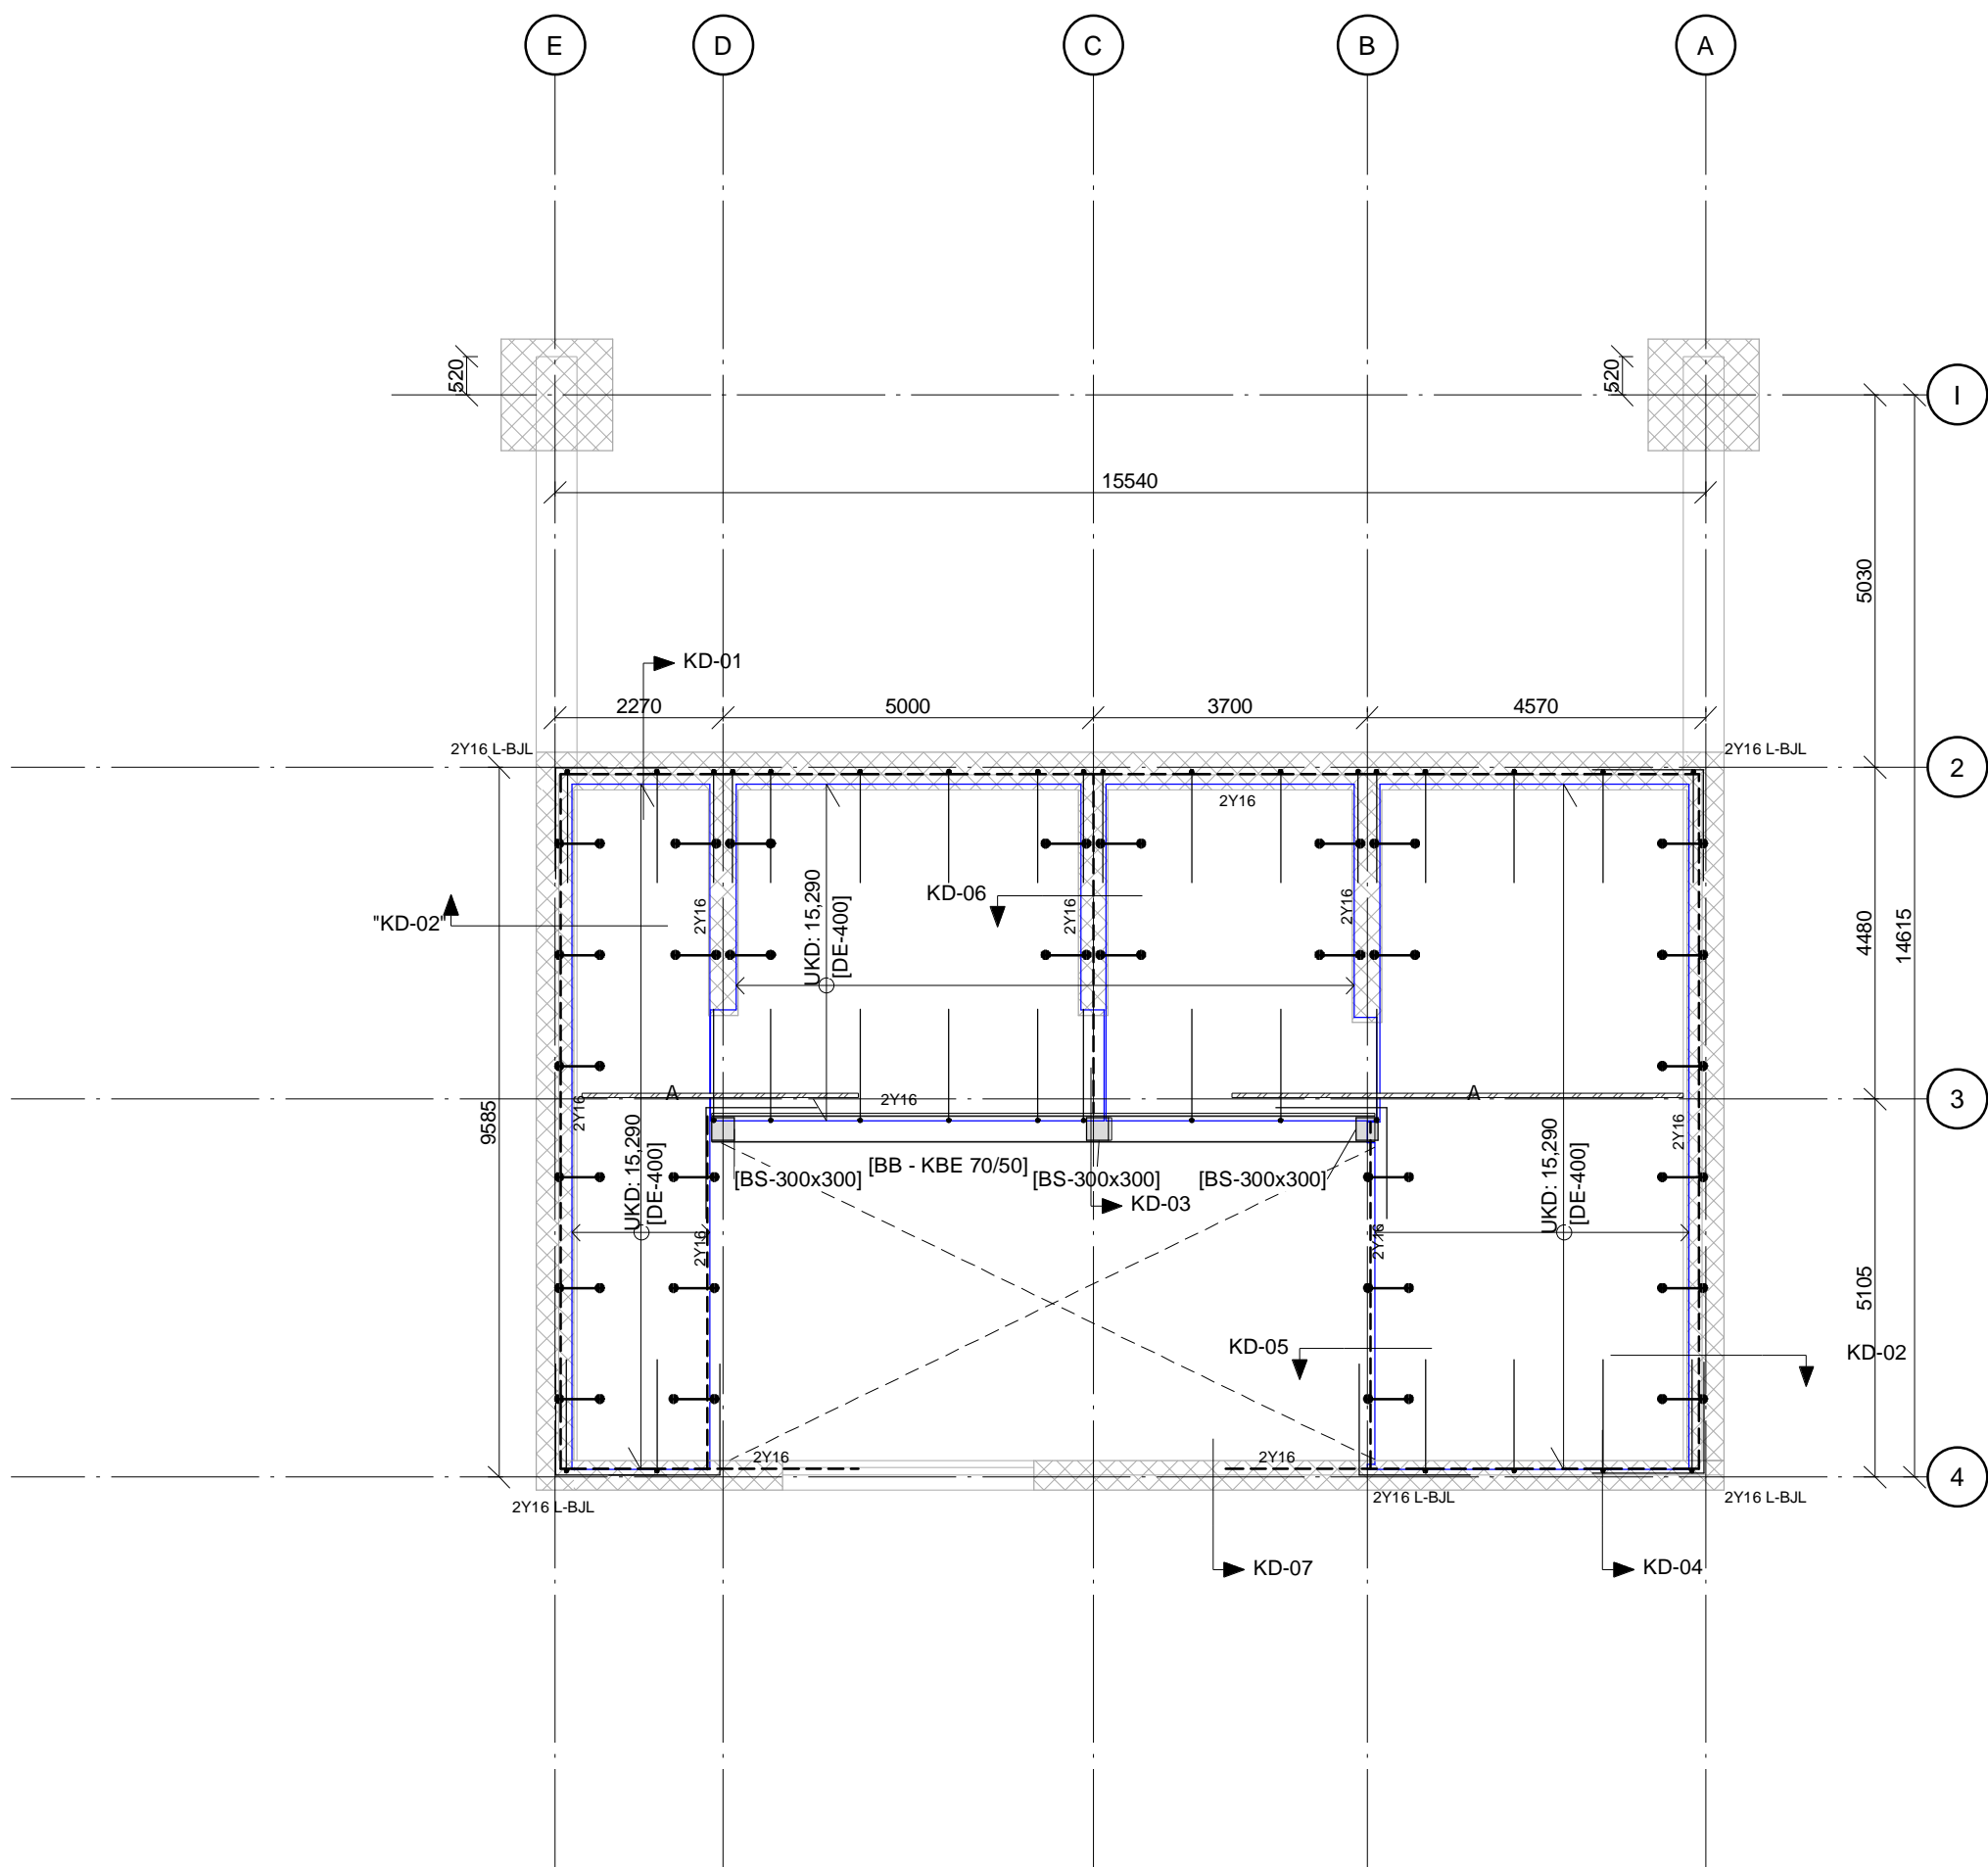 E
D
C
B
A
520
520
I
15540
5030
KD-01
2270
5000
3700
4570
2Y16 L-BJL
2Y16 L-BJL
2
2Y16
UKD: 15,290
[DE-400]
KD-06
"KD-02"
2Y16
2Y16
2Y16
4480
14615
A
2Y16
A
3
2Y16
9585
UKD: 15,290
[DE-400]
[BB - KBE 70/50]
[BS-300x300]
[BS-300x300]
[BS-300x300]
UKD: 15,290
[DE-400]
2Y16
KD-03
2Y16
2Y16
5105
KD-05
KD-02
2Y16
2Y16
4
2Y16 L-BJL
2Y16 L-BJL
2Y16 L-BJL
KD-07
KD-04